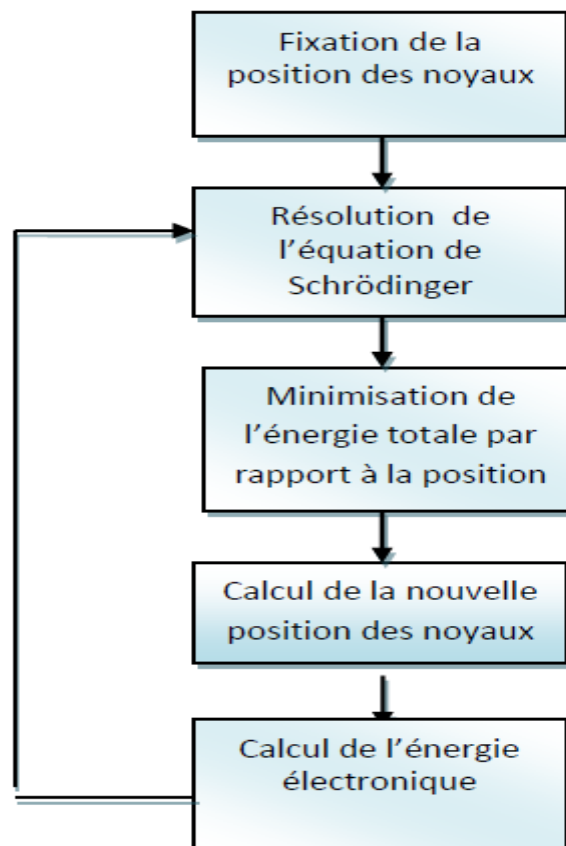 Fixation de la
position des noyaux
Résolution de
l’équation de
Schrödinger
Minimisation de
l’énergie totale par
rapport à la position
Calcul de la nouvelle
position des noyaux
Calcul de l’énergie
électronique